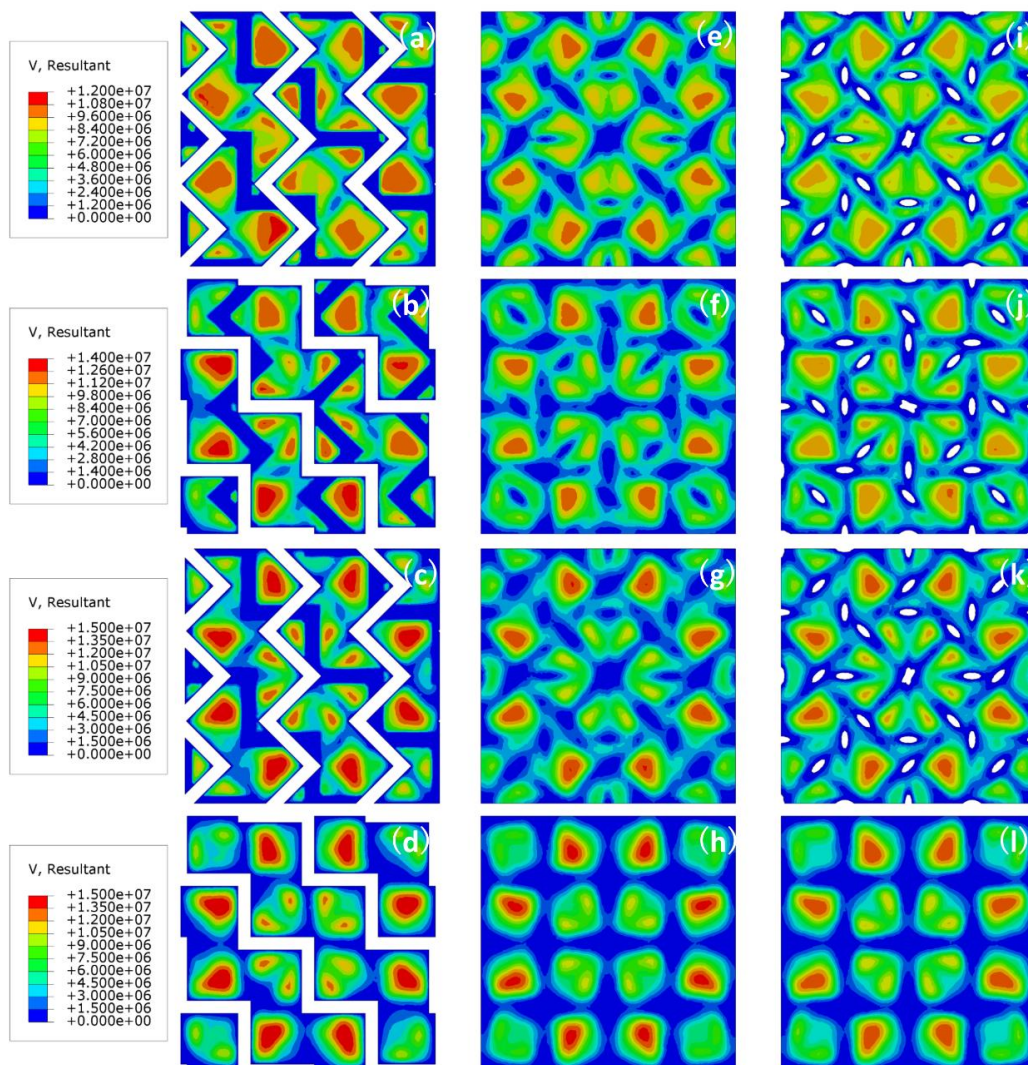 V, Resultant
+1.200e+07
+1.080e+07
+9.600e+06
+8.400e+06
+7.200e+06
+6.000e+06
+4.800e+06
+3.600e+06
+2.400e+06
+1.200e+06
+0.000e+00
(a)
(e)
(i)
V, Resultant
+1.400e+07
+1.260e+07
+1.120e+07
+9.800e+06
+8.400e+06
+7.000e+06
+5.600e+06
+4.200e+06
+2.800e+06
+1.400e+06
+0.000e+00
(b)
(f)
(j)
V, Resultant
+1.500e+07
+1.350e+07
+1.200e+07
+1.050e+07
+9.000e+06
+7.500e+06
+6.000e+06
+4.500e+06
+3.000e+06
+1.500e+06
+0.000e+00
(c)
(g)
(k)
V, Resultant
+1.500e+07
+1.350e+07
+1.200e+07
+1.050e+07
+9.000e+06
+7.500e+06
+6.000e+06
+4.500e+06
+3.000e+06
+1.500e+06
+0.000e+00
(d)
(h)
(l)